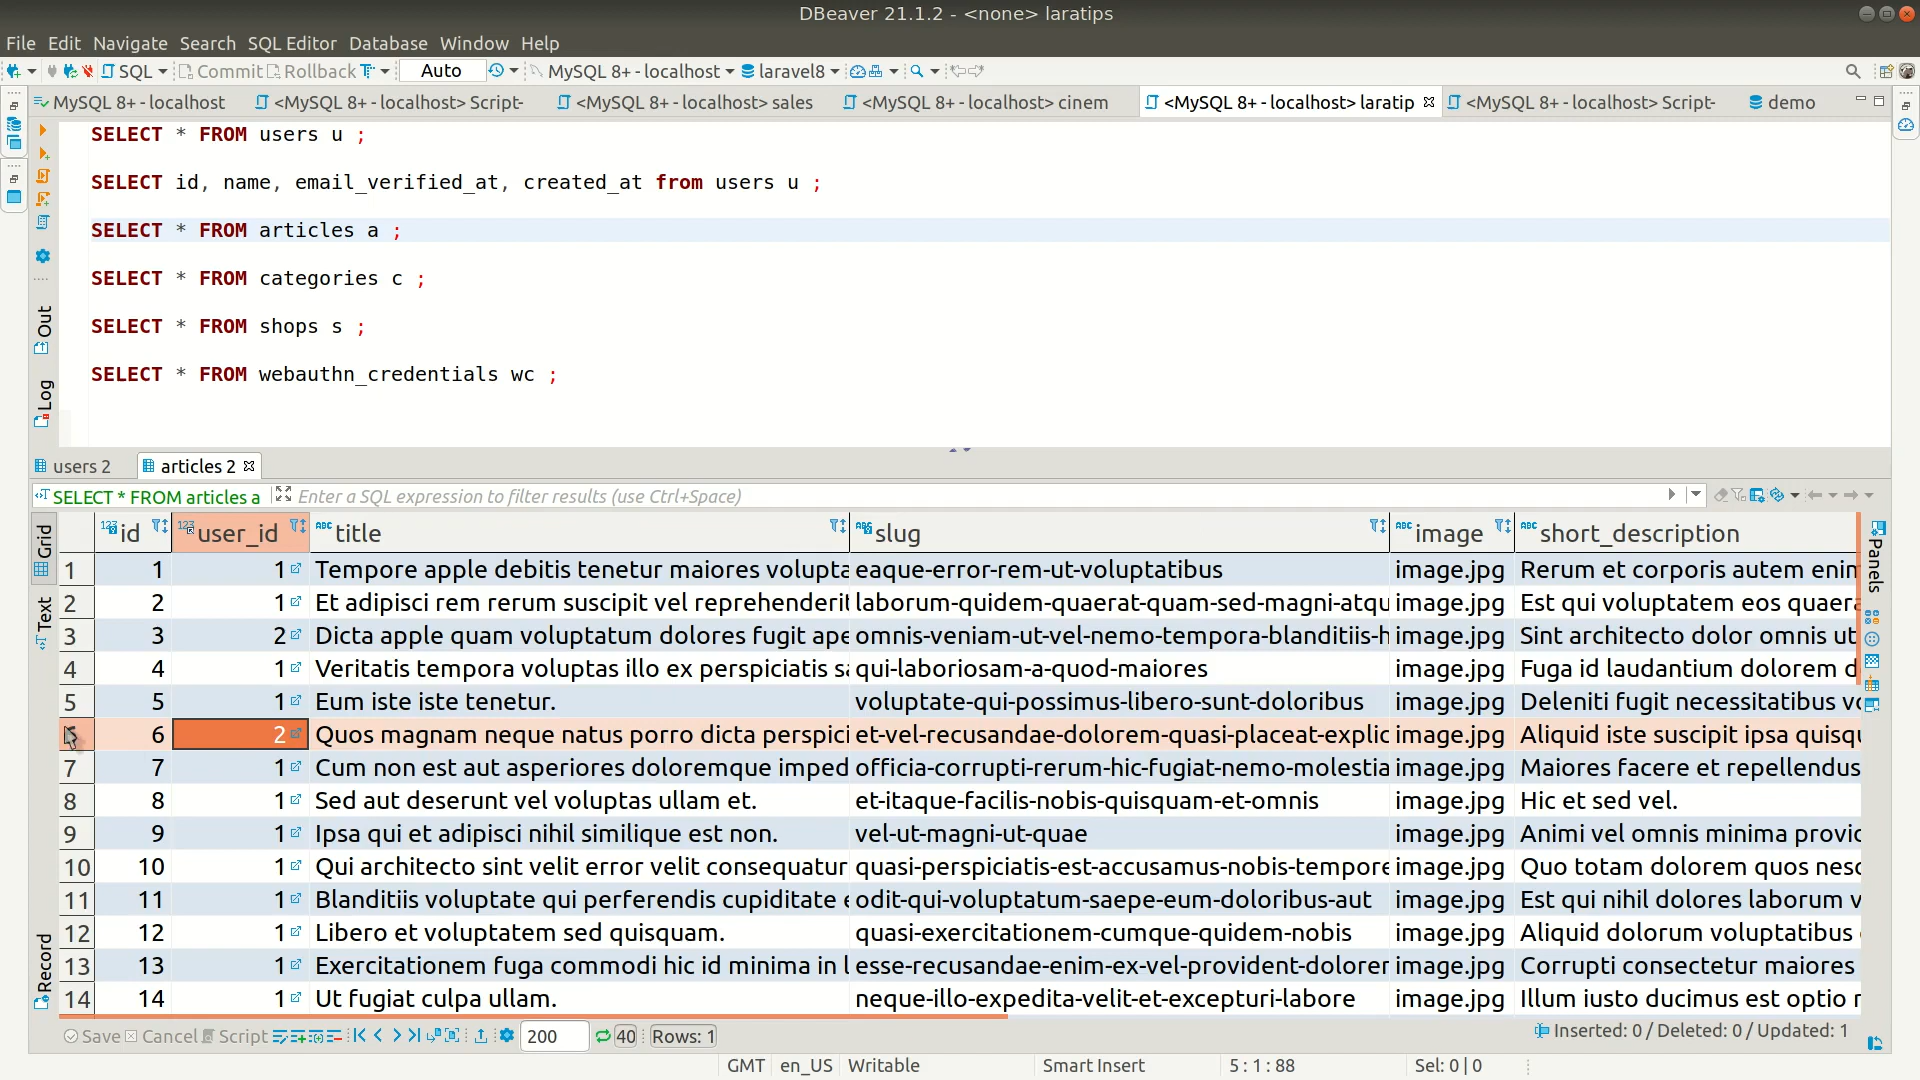 DBeaver 21.1.2 - <none> laratips
File Edit Navigate Search SQL Editor Database Window Help
SQL Commit Rollback Auto MySQL 8+ - localhost laravel8
MySQL 8+ - localhost <MySQL 8+ - localhost> Script- <MySQL 8+ - localhost> sales <MySQL 8+ - localhost> cinem <MySQL 8+ - localhost> laratip <MySQL 8+ - localhost> Script- demo
SELECT * FROM users u ;
SELECT id, name, email_verified_at, created_at from users u ;
SELECT * FROM articles a ;
SELECT * FROM categories c ;
SELECT * FROM shops s ;
SELECT * FROM webauthn_credentials wc ;
Out
Log
users 2 articles 2
SELECT * FROM articles a Enter a SQL expression to filter results (use Ctrl+Space)
Grid
Text
Record
Panels
id user_id title slug image short_description
1 1 1 Tempore apple debitis tenetur maiores volupta eaque-error-rem-ut-voluptatibus image.jpg Rerum et corporis autem enim
2 2 1 Et adipisci rem rerum suscipit vel reprehenderit laborum-quidem-quaerat-quam-sed-magni-atqu image.jpg Est qui voluptatem eos quaera
3 3 2 Dicta apple quam voluptatum dolores fugit ape omnis-veniam-ut-vel-nemo-tempora-blanditiis-h image.jpg Sint architecto dolor omnis ut
4 4 1 Veritatis tempora voluptas illo ex perspiciatis sa qui-laboriosam-a-quod-maiores image.jpg Fuga id laudantium dolorem d
5 5 1 Eum iste iste tenetur. voluptate-qui-possimus-libero-sunt-doloribus image.jpg Deleniti fugit necessitatibus vo
6 2 Quos magnam neque natus porro dicta perspici et-vel-recusandae-dolorem-quasi-placeat-explic image.jpg Aliquid iste suscipit ipsa quisqu
7 7 1 Cum non est aut asperiores doloremque imped officia-corrupti-rerum-hic-fugiat-nemo-molestia image.jpg Maiores facere et repellendus
8 8 1 Sed aut deserunt vel voluptas ullam et. et-itaque-facilis-nobis-quisquam-et-omnis image.jpg Hic et sed vel.
9 9 1 Ipsa qui et adipisci nihil similique est non. vel-ut-magni-ut-quae image.jpg Animi vel omnis minima provic
10 10 1 Qui architecto sint velit error velit consequatur quasi-perspiciatis-est-accusamus-nobis-tempore image.jpg Quo totam dolorem quos nesc
11 11 1 Blanditiis voluptate qui perferendis cupiditate e odit-qui-voluptatum-saepe-eum-doloribus-aut image.jpg Est qui nihil dolores laborum v
12 12 1 Libero et voluptatem sed quisquam. quasi-exercitationem-cumque-quidem-nobis image.jpg Aliquid dolorum voluptatibus
13 13 1 Exercitationem fuga commodi hic id minima in l esse-recusandae-enim-ex-vel-provident-dolorer image.jpg Corrupti consectetur maiores
14 14 1 Ut fugiat culpa ullam. neque-illo-expedita-velit-et-excepturi-labore image.jpg Illum iusto ducimus est optio r
Save Cancel Script 200 40 Rows: 1 Inserted: 0 / Deleted: 0 / Updated: 1
GMT en_US Writable Smart Insert 5 : 1 : 88 Sel: 0 | 0